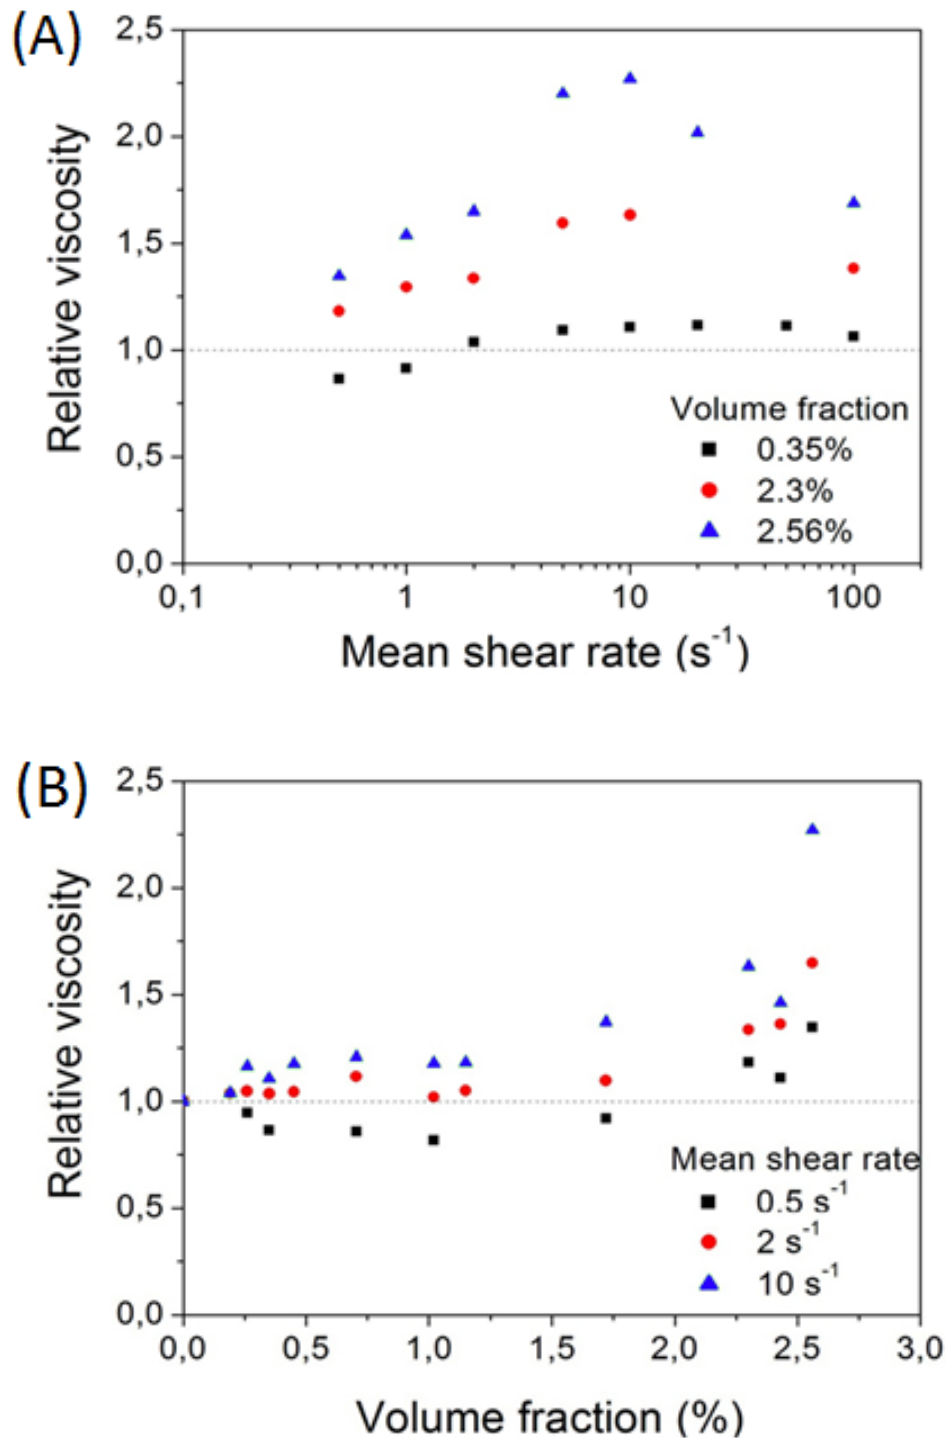 (A)
2,5
2,0
1,5
1,0
0,5
0,0
Relative viscosity
Volume fraction
0.35%
2.3%
2.56%
0,1 1 10 100
Mean shear rate (s⁻¹)
(B)
2,5
2,0
1,5
1,0
0,5
0,0
Relative viscosity
Mean shear rate
0.5 s⁻¹
2 s⁻¹
10 s⁻¹
0,0 0,5 1,0 1,5 2,0 2,5 3,0
Volume fraction (%)